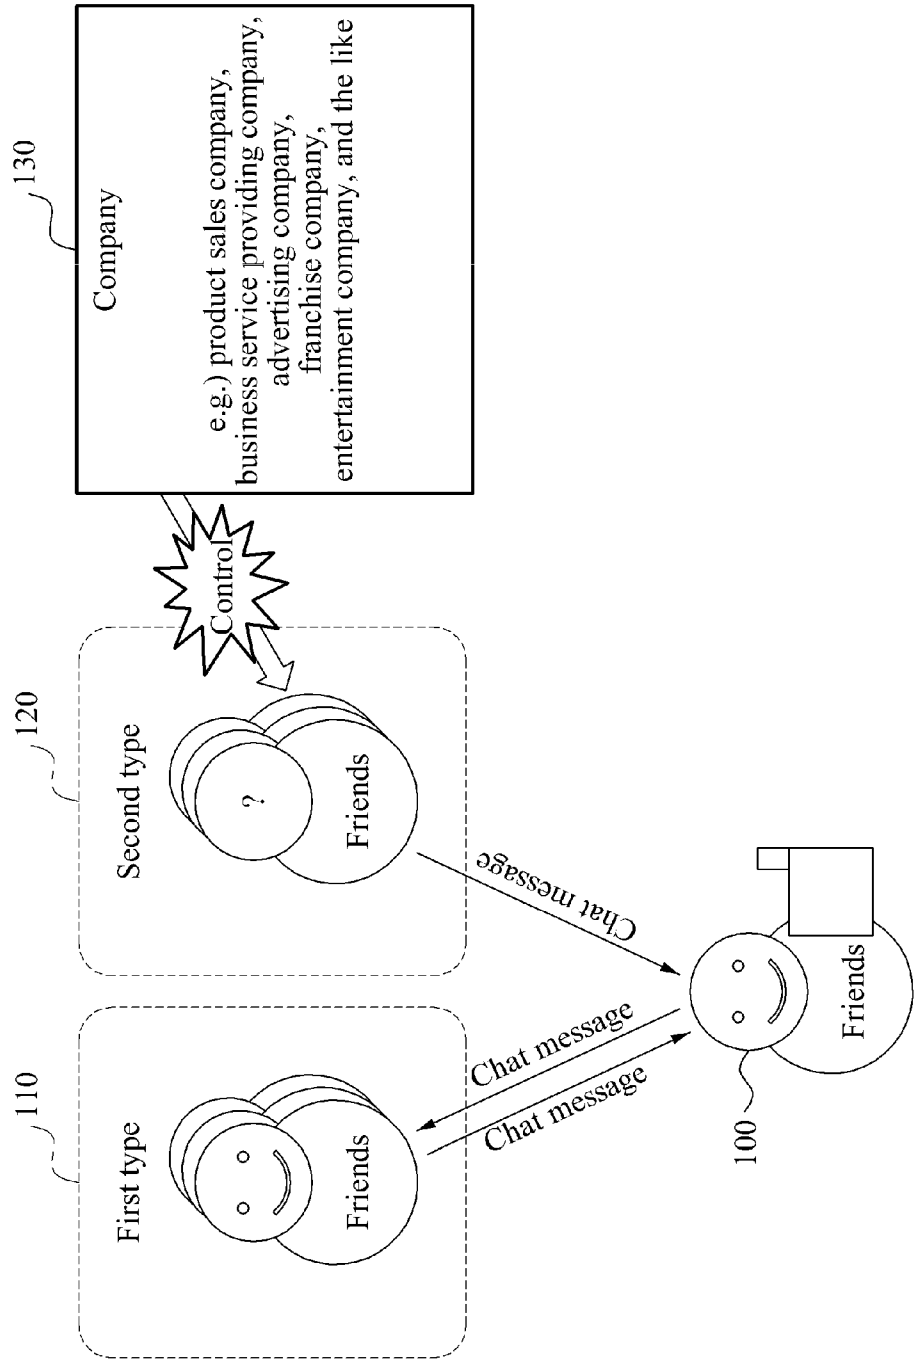 110
120
130
First type
Second type
Company
e.g.) product sales company,
business service providing company,
advertising company,
franchise company,
entertainment company, and the like
Control
?
Friends
Friends
Chat message
Chat message
Chat message
100
Friends